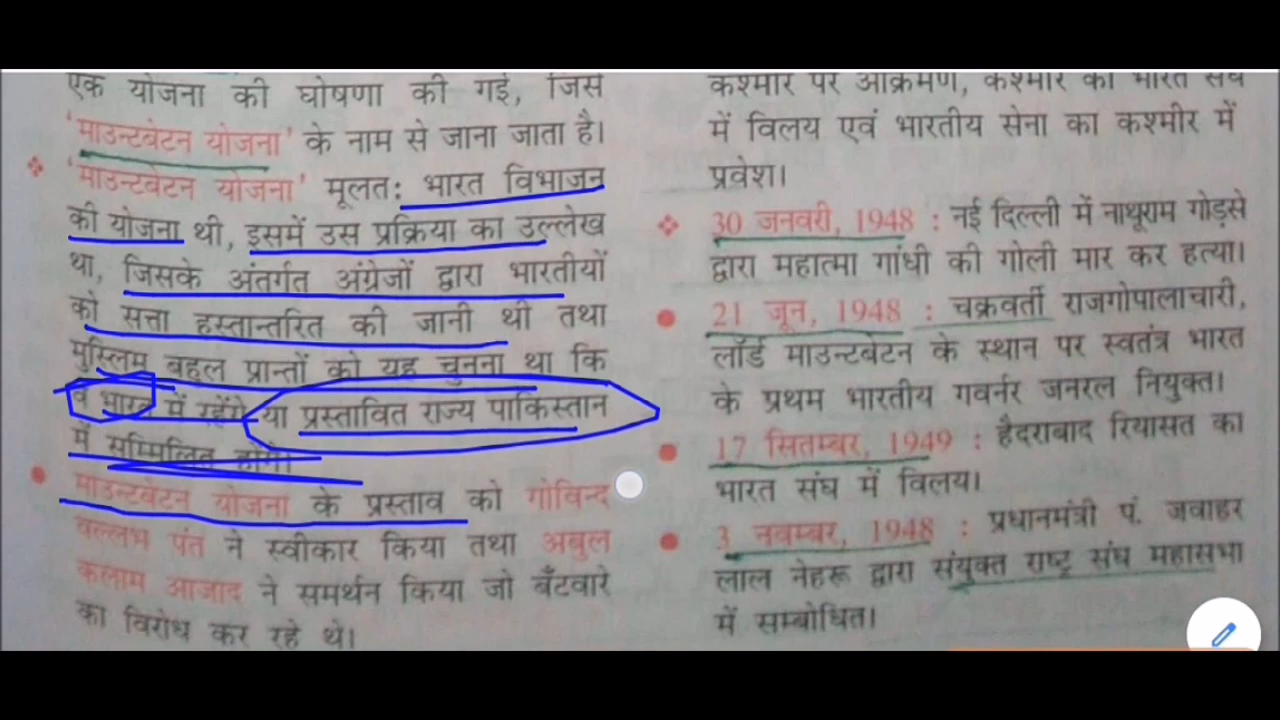 एक योजना की घोषणा की गई, जिसे
'माउन्टबेटन योजना' के नाम से जाना जाता है।
'माउन्टबेटन योजना' मूलतः भारत विभाजन
की योजना थी, इसमें उस प्रक्रिया का उल्लेख
था, जिसके अंतर्गत अंग्रेजों द्वारा भारतीयों
को सत्ता हस्तान्तरित की जानी थी तथा
मुस्लिम बहुल प्रान्तों को यह चुनना था कि
वे भारत में रहेंगे या प्रस्तावित राज्य पाकिस्तान
में सम्मिलित होंगे।
माउन्टबेटन योजना के प्रस्ताव को गोविन्द
वल्लभ पंत ने स्वीकार किया तथा अबुल
कलाम आजाद ने समर्थन किया जो बँटवारे
का विरोध कर रहे थे।
कश्मीर पर आक्रमण, कश्मीर का भारत संघ
में विलय एवं भारतीय सेना का कश्मीर में
प्रवेश।
30 जनवरी, 1948 : नई दिल्ली में नाथूराम गोड़से
द्वारा महात्मा गांधी की गोली मार कर हत्या।
21 जून, 1948 : चक्रवर्ती राजगोपालाचारी,
लॉर्ड माउन्टबेटन के स्थान पर स्वतंत्र भारत
के प्रथम भारतीय गवर्नर जनरल नियुक्त।
17 सितम्बर, 1949 : हैदराबाद रियासत का
भारत संघ में विलय।
3 नवम्बर, 1948 : प्रधानमंत्री पं. जवाहर
लाल नेहरू द्वारा संयुक्त राष्ट्र संघ महासभा
में सम्बोधित।